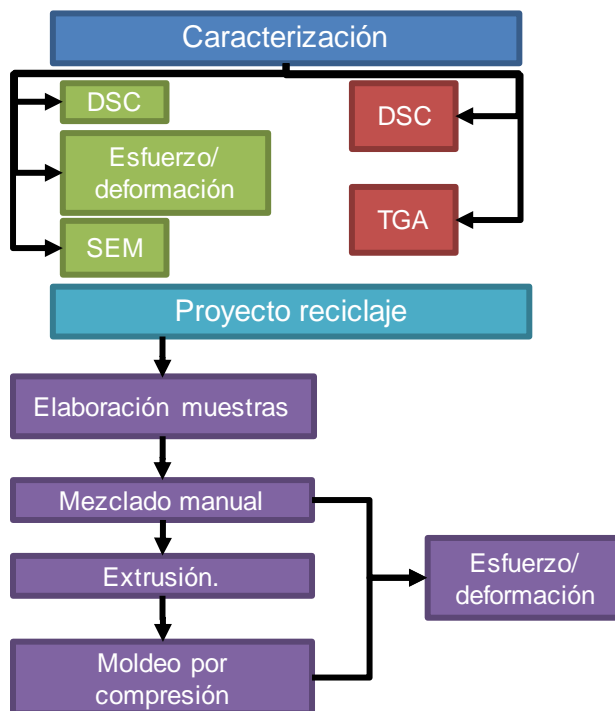 Caracterización
DSC
Esfuerzo/
deformación
SEM
DSC
TGA
Proyecto reciclaje
Elaboración muestras
Mezclado manual
Extrusión.
Moldeo por
compresión
Esfuerzo/
deformación